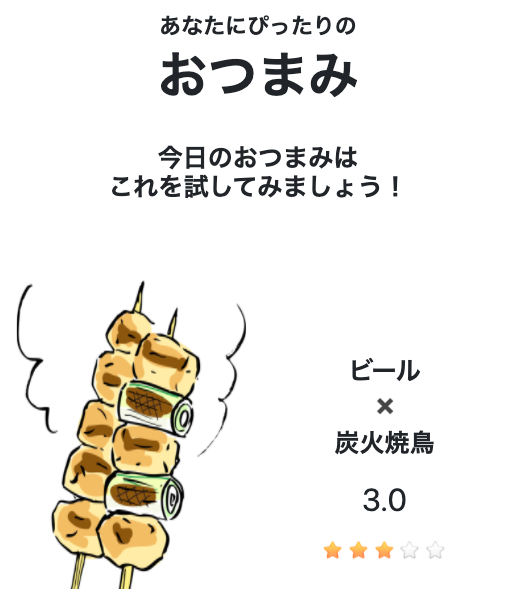 あなたにぴったりの
おつまみ
今日のおつまみは
これを試してみましょう！
ビール
×
炭火焼鳥
3.0